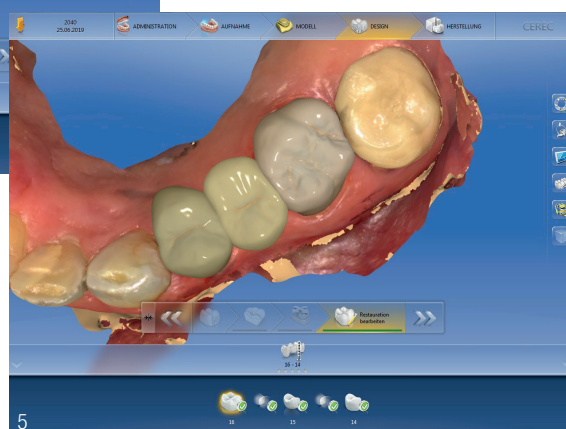 2040
25.06.2019
ADMINISTRATION
AUFNAHME
MODELL
DESIGN
HERSTELLUNG
CEREC
Restauration
bearbeiten
16 - 14
16
15
14
5